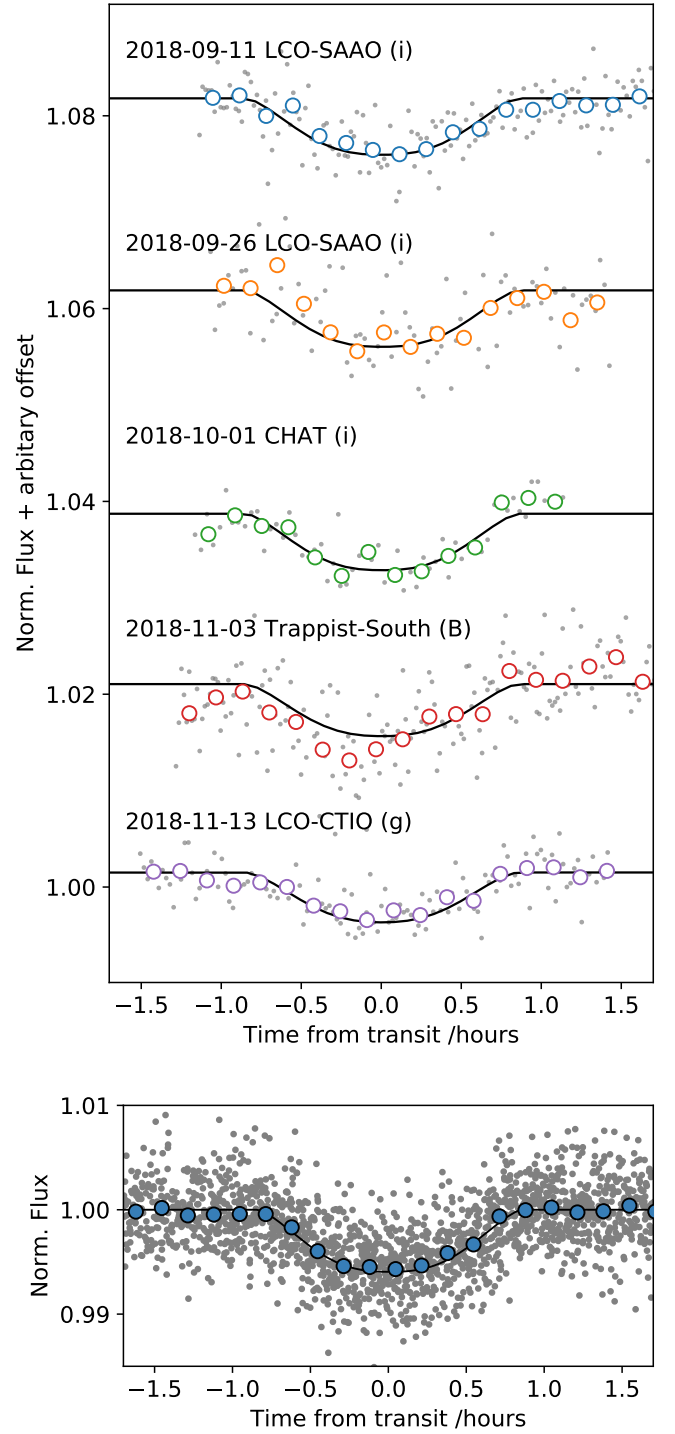 2018-09-11 LCO-SAAO (i)
1.08
2018-09-26 LCO-SAAO (i)
1.06
2018-10-01 CHAT (i)
1.04
2018-11-03 Trappist-South (B)
1.02
2018-11-13 LCO-CTIO (g)
1.00
Norm. Flux + arbitary offset
−1.5 −1.0 −0.5 0.0 0.5 1.0 1.5
Time from transit /hours
1.01
1.00
0.99
Norm. Flux
−1.5 −1.0 −0.5 0.0 0.5 1.0 1.5
Time from transit /hours